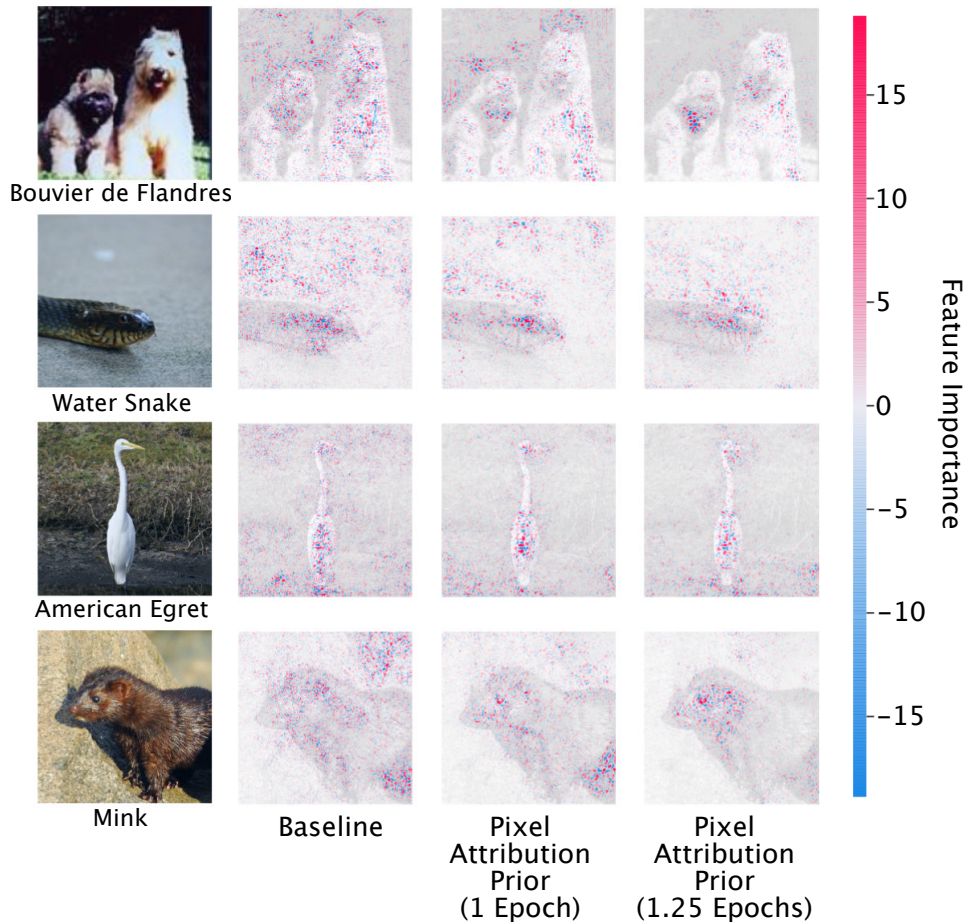 Bouvier de Flandres
Water Snake
American Egret
Mink
Baseline
Pixel
Attribution
Prior
(1 Epoch)
Pixel
Attribution
Prior
(1.25 Epochs)
15
10
5
0
−5
−10
−15
Feature Importance